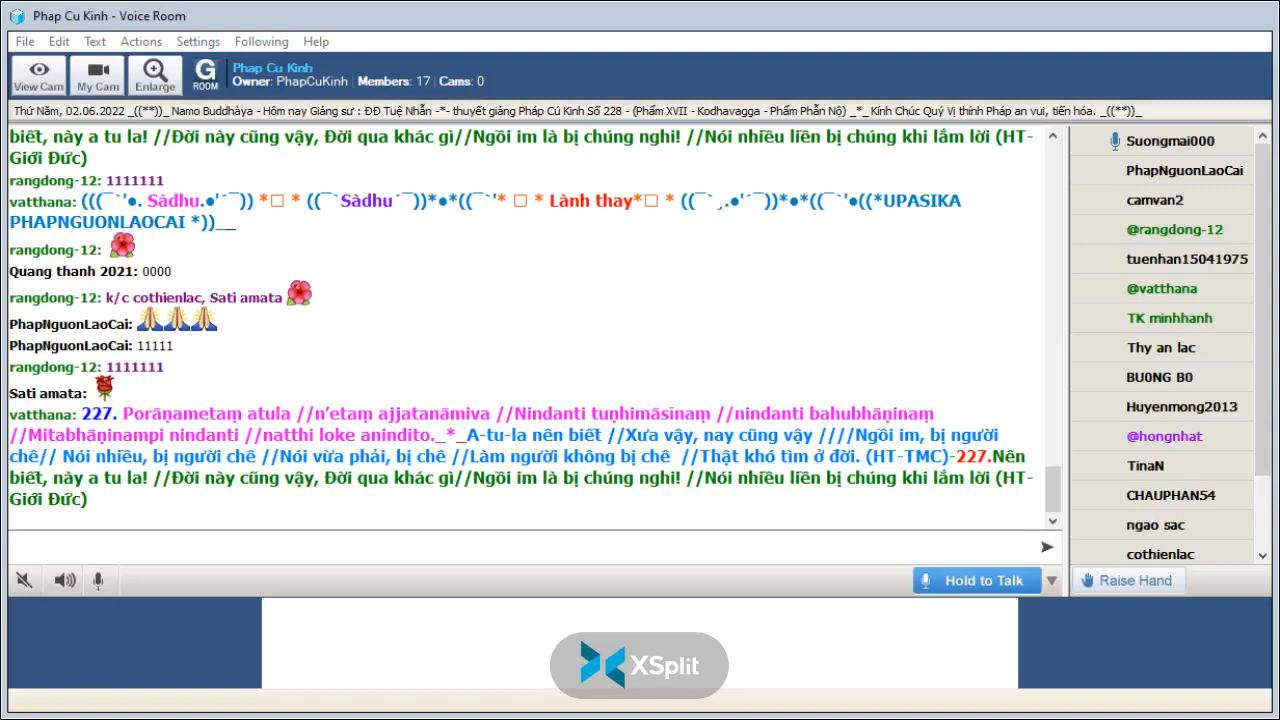 Phap Cu Kinh - Voice Room
File Edit Text Actions Settings Following Help
View Cam My Cam Enlarge G ROOM
Phap Cu Kinh
Owner: PhapCuKinh | Members: 17 | Cams: 0
Thứ Năm, 02.06.2022 _((**))_ Namo Buddhàya - Hôm nay Giảng sư : ĐĐ Tuệ Nhẫn -*- thuyết giảng Pháp Cú Kinh Số 228 - (Phẩm XVII - Kodhavagga - Phẩm Phẫn Nộ) _*_ Kính Chúc Quý Vị thính Pháp an vui, tiến hóa. _((**))_
biết, này a tu la! //Đời này cũng vậy, Đời qua khác gì//Ngồi im là bị chúng nghi! //Nói nhiều liền bị chúng khi lắm lời (HT-
Giới Đức)
rangdong-12: 1111111
vatthana: (((¯`'•. Sàdhu.•'´¯)) *□ * ((¯`Sàdhu´¯))*•*((¯`'* □ * Lành thay*□ * ((¯`¸.•'´¯))*•*((¯`'•((*UPASIKA
PHAPNGUONLAOCAI *))__
rangdong-12:
Quang thanh 2021: 0000
rangdong-12: k/c cothienlac, Sati amata
PhapNguonLaoCai:
PhapNguonLaoCai: 11111
rangdong-12: 1111111
Sati amata:
vatthana: 227. Porāṇametaṃ atula //n’etaṃ ajjatanāmiva //Nindanti tuṇhimāsīnaṃ //nindanti bahubhāṇinaṃ
//Mitabhāṇinampi nindanti //natthi loke anindito._*_A-tu-la nên biết //Xưa vậy, nay cũng vậy ////Ngồi im, bị người
chê// Nói nhiều, bị người chê //Nói vừa phải, bị chê //Làm người không bị chê //Thật khó tìm ở đời. (HT-TMC)-227.Nên
biết, này a tu la! //Đời này cũng vậy, Đời qua khác gì//Ngồi im là bị chúng nghi! //Nói nhiều liền bị chúng khi lắm lời (HT-
Giới Đức)
Hold to Talk
Suongmai000
PhapNguonLaoCai
camvan2
@rangdong-12
tuenhan15041975
@vatthana
TK minhhanh
Thy an lac
BU0NG B0
Huyenmong2013
@hongnhat
TinaN
CHAUPHAN54
ngao sac
cothienlac
Raise Hand
XSplit